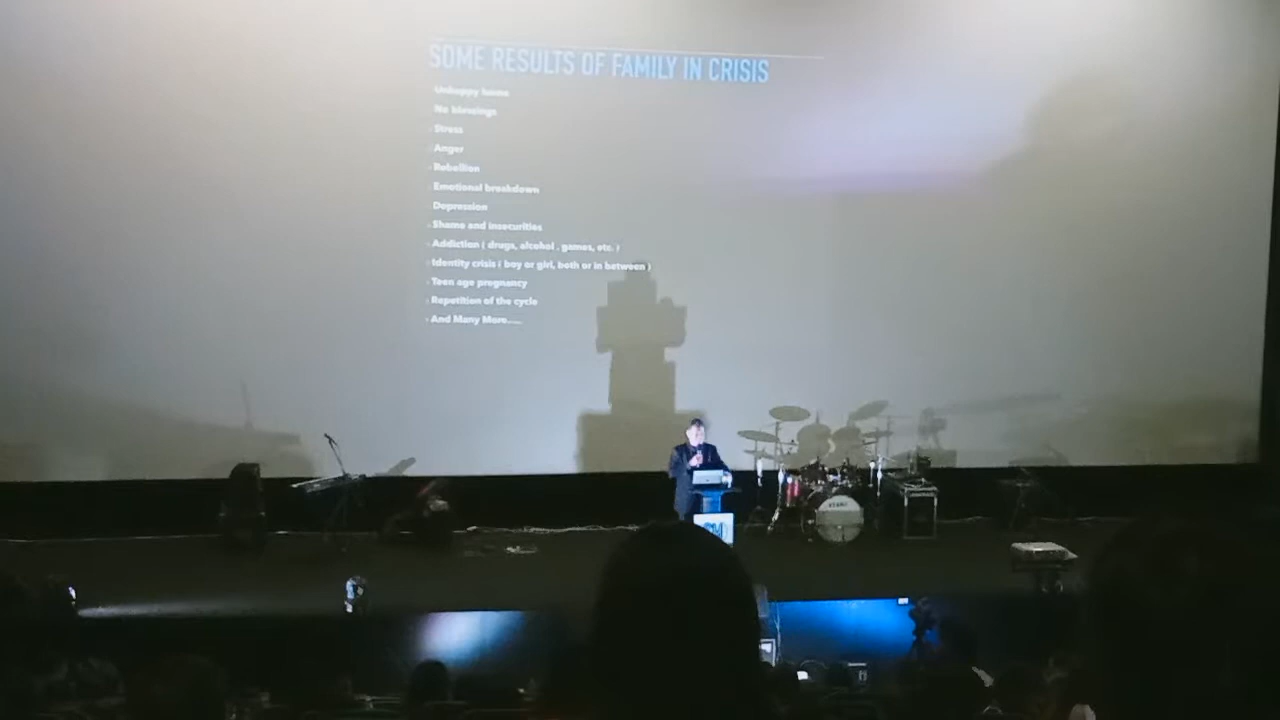 SOME RESULTS OF FAMILY IN CRISIS
Unhappy home
No blessings
Stress
Anger
Rebellion
Emotional breakdown
Depression
Shame and insecurities
Addiction ( drugs, alcohol , games, etc. )
Identity crisis ( boy or girl, both or in between )
Teen age pregnancy
Repetition of the cycle
And Many More.....
TAMA